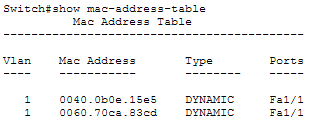 Switch#show mac-address-table
Mac Address Table
-------------------------------------------
Vlan Mac Address Type Ports
---- ----------- -------- -----
1 0040.0b0e.15e5 DYNAMIC Fa1/1
1 0060.70ca.83cd DYNAMIC Fa1/1